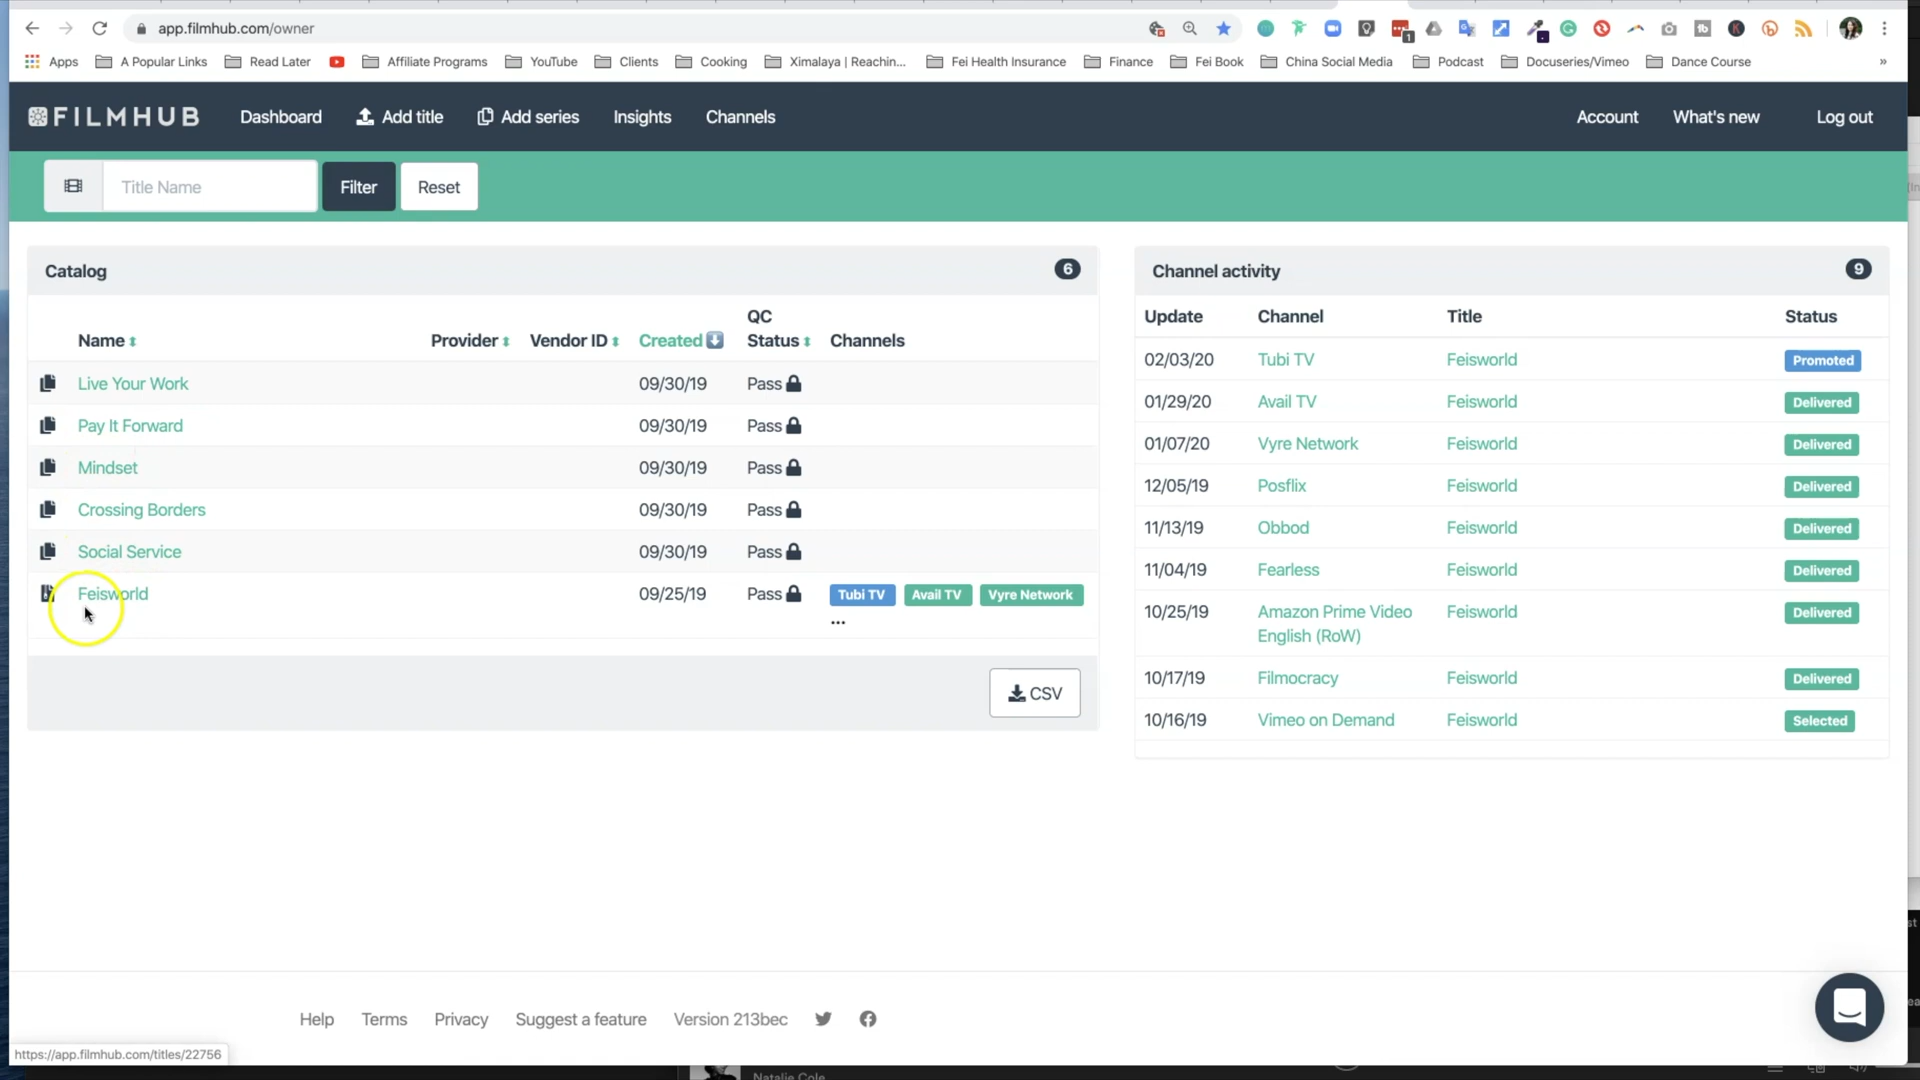 app.filmhub.com/owner
Apps A Popular Links Read Later Affiliate Programs YouTube Clients Cooking Ximalaya | Reachin... Fei Health Insurance Finance Fei Book China Social Media Podcast Docuseries/Vimeo Dance Course »
FILMHUB Dashboard Add title Add series Insights Channels Account What's new Log out
Title Name Filter Reset
Catalog 6
Name Provider Vendor ID Created QC Status Channels
Live Your Work 09/30/19 Pass
Pay It Forward 09/30/19 Pass
Mindset 09/30/19 Pass
Crossing Borders 09/30/19 Pass
Social Service 09/30/19 Pass
Feisworld 09/25/19 Pass Tubi TV Avail TV Vyre Network
...
CSV
Channel activity 9
Update Channel Title Status
02/03/20 Tubi TV Feisworld Promoted
01/29/20 Avail TV Feisworld Delivered
01/07/20 Vyre Network Feisworld Delivered
12/05/19 Posflix Feisworld Delivered
11/13/19 Obbod Feisworld Delivered
11/04/19 Fearless Feisworld Delivered
10/25/19 Amazon Prime Video Feisworld Delivered
English (RoW)
10/17/19 Filmocracy Feisworld Delivered
10/16/19 Vimeo on Demand Feisworld Selected
Help Terms Privacy Suggest a feature Version 213bec
https://app.filmhub.com/titles/22756
Natalie Cole